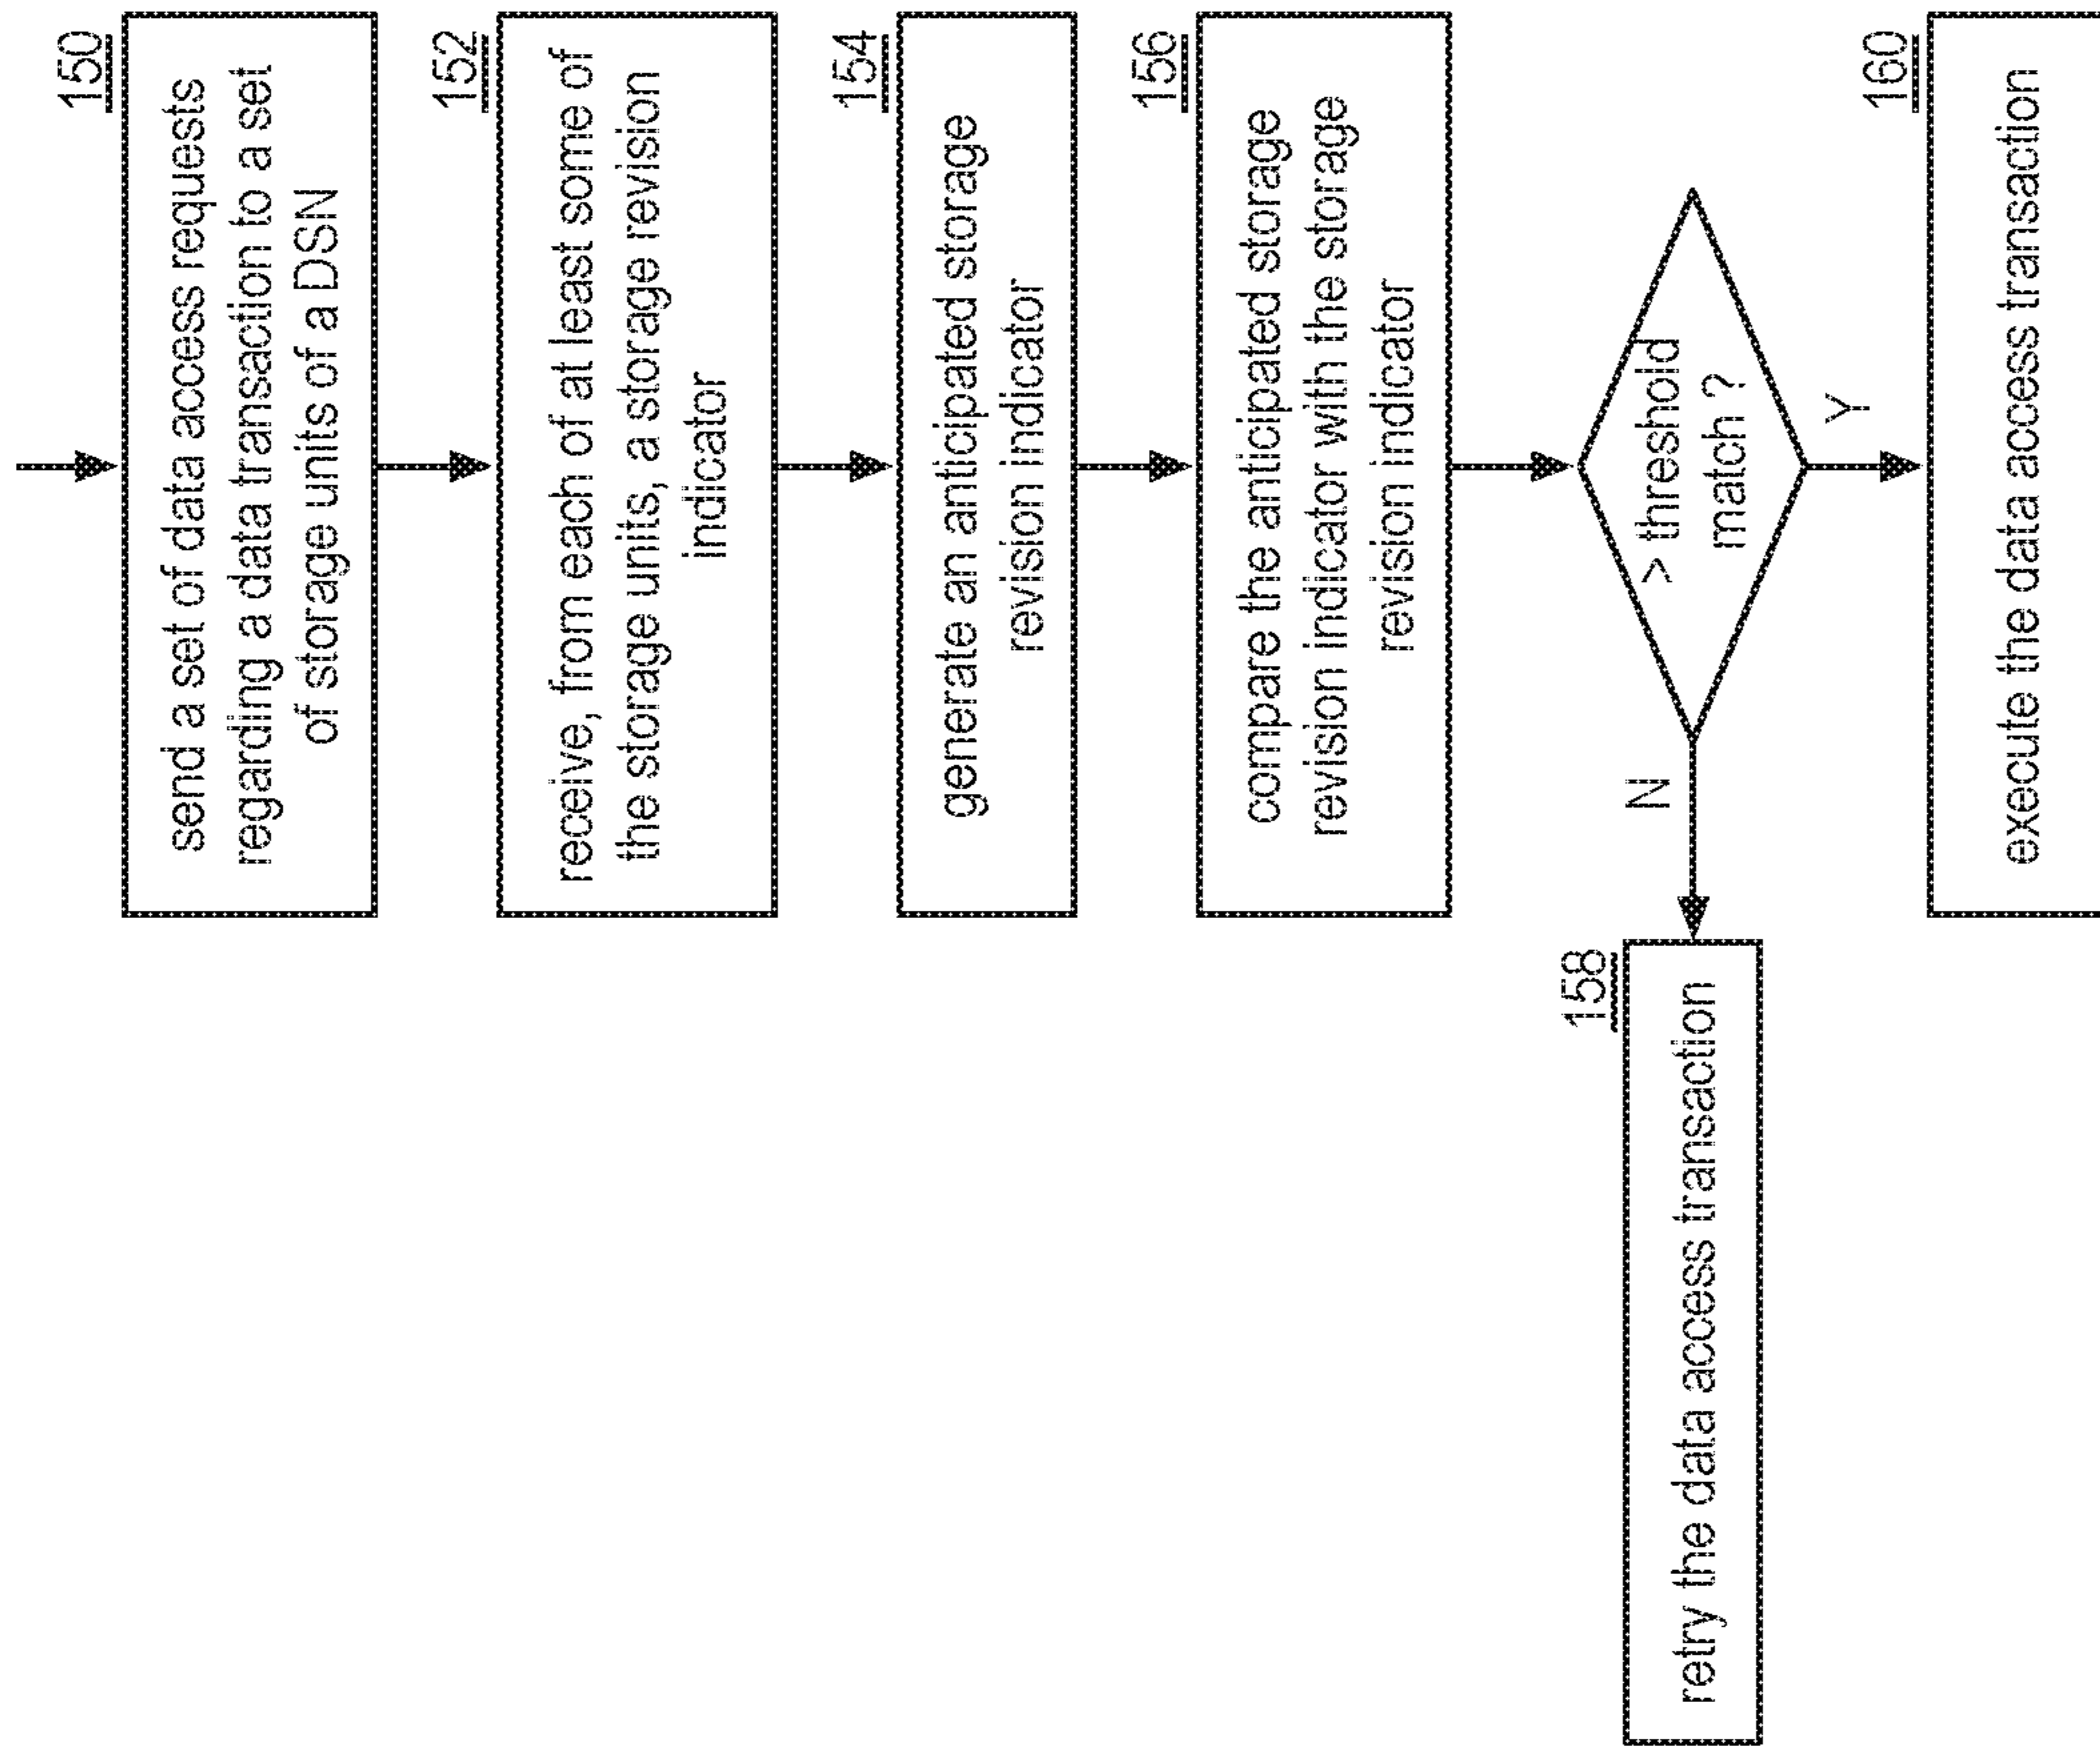 150
send a set of data access requests
regarding a data transaction to a set
of storage units of a DSN
152
receive, from each of at least some of
the storage units, a storage revision
indicator
154
generate an anticipated storage
revision indicator
156
compare the anticipated storage
revision indicator with the storage
revision indicator
> threshold
match ?
N
Y
158
retry the data access transaction
160
execute the data access transaction